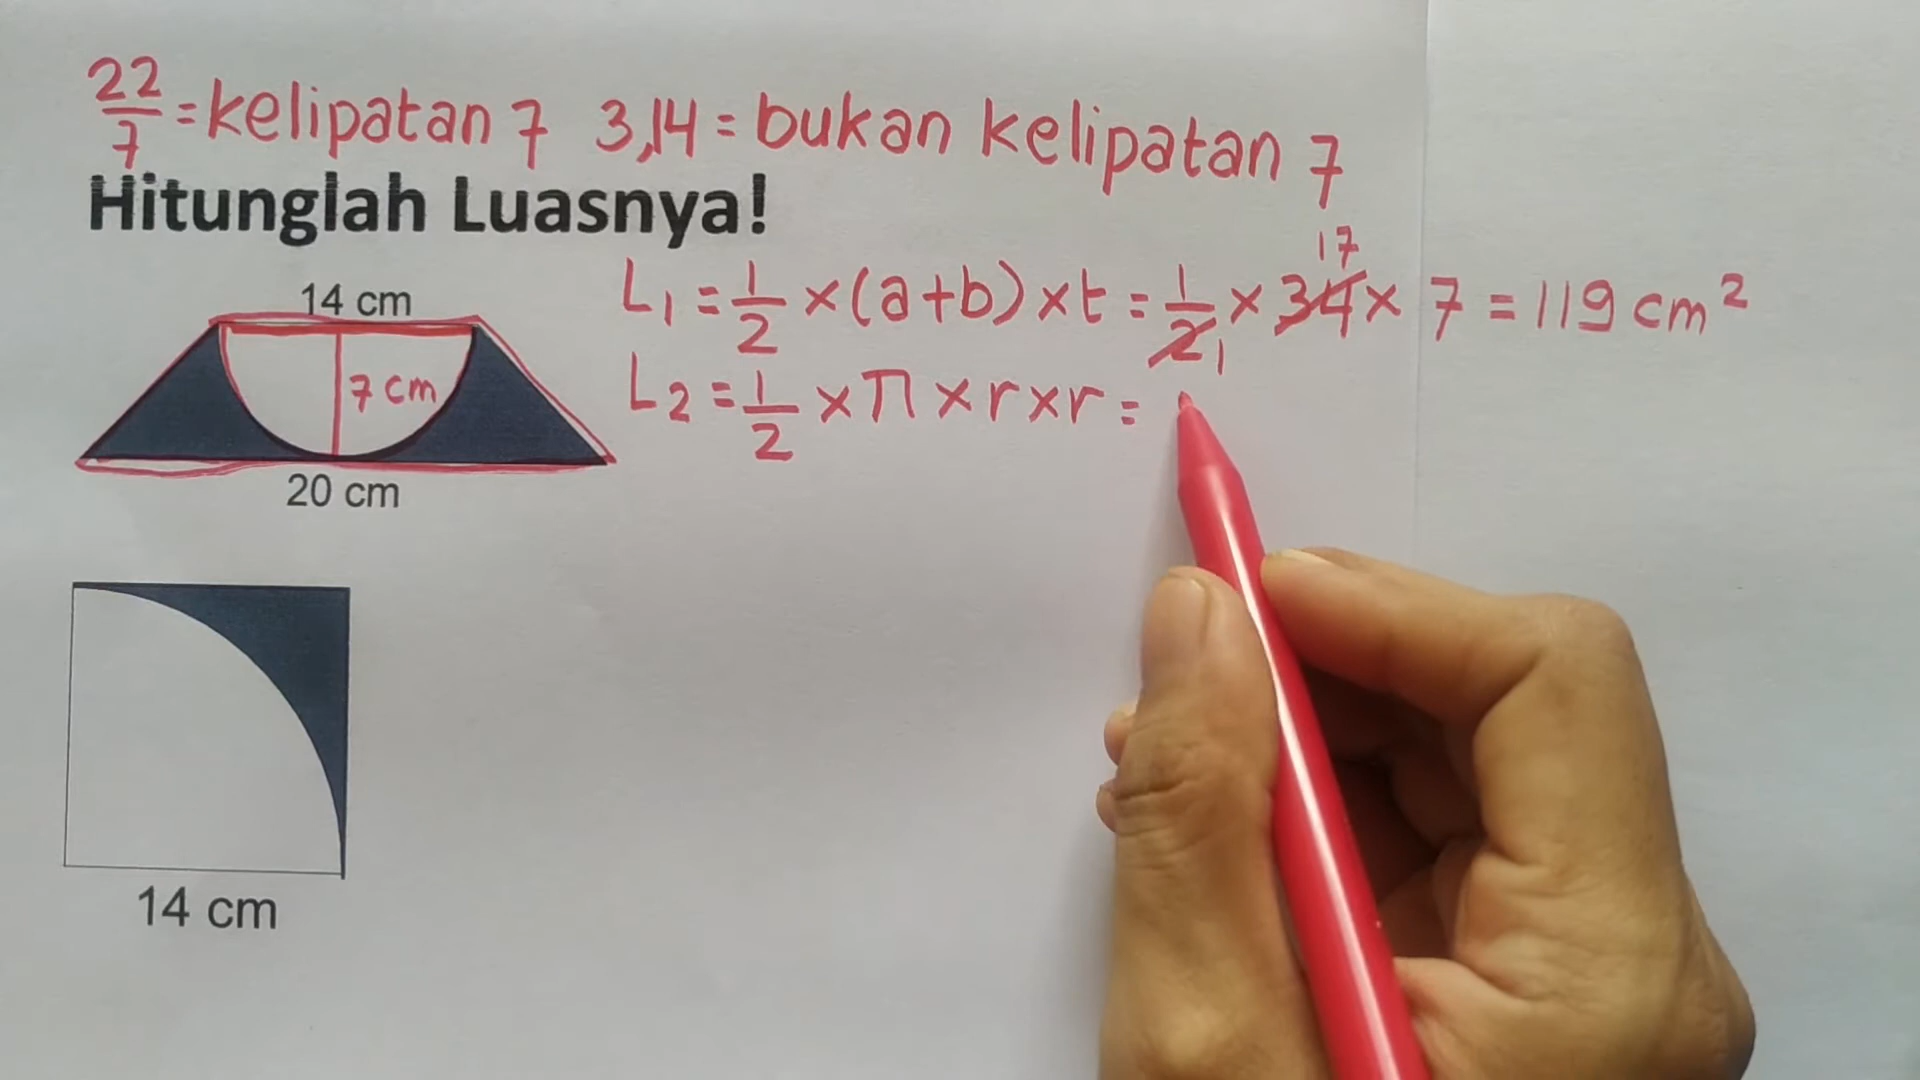 22/7 = kelipatan 7 3,14 = bukan kelipatan 7
Hitunglah Luasnya!
14 cm
7 cm
20 cm
L₁ = 1/2 × (a+b) × t = 1/2 1 × 34 17 × 7 = 119 cm²
L₂ = 1/2 × π × r × r =
14 cm